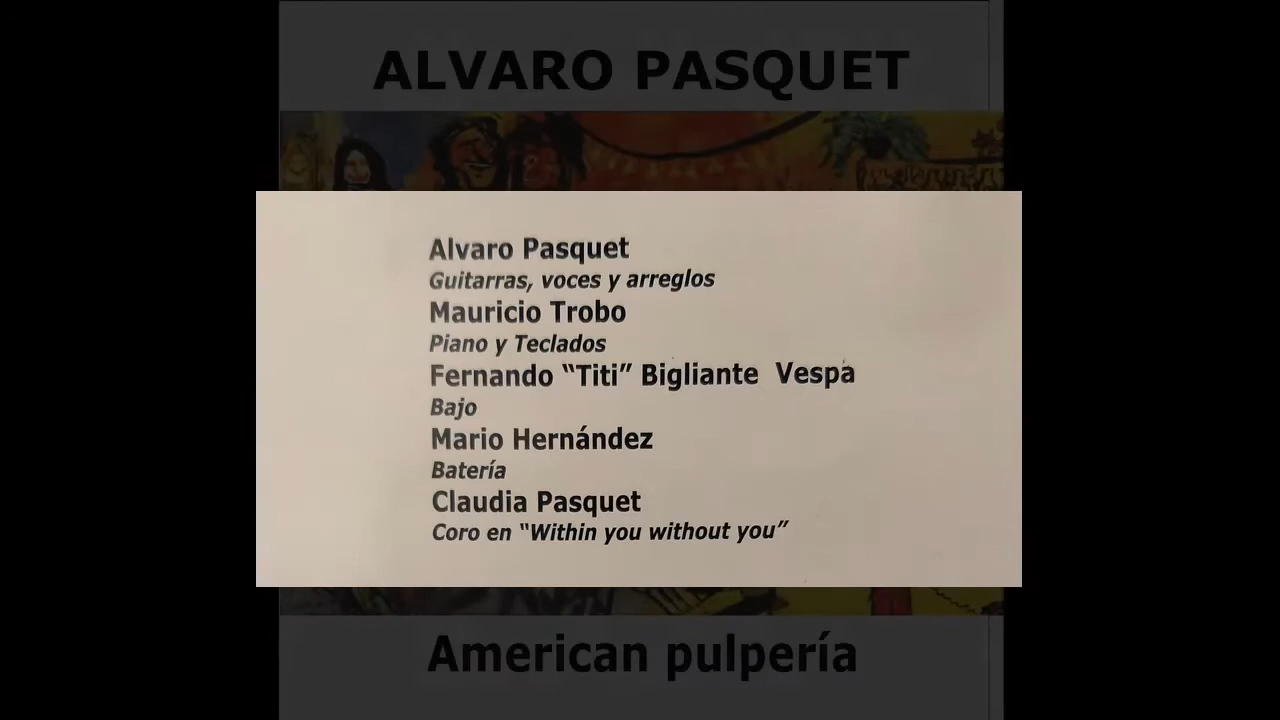 ALVARO PASQUET
Alvaro Pasquet
Guitarras, voces y arreglos
Mauricio Trobo
Piano y Teclados
Fernando “Titi” Bigliante Vespa
Bajo
Mario Hernández
Batería
Claudia Pasquet
Coro en “Within you without you”
American pulpería